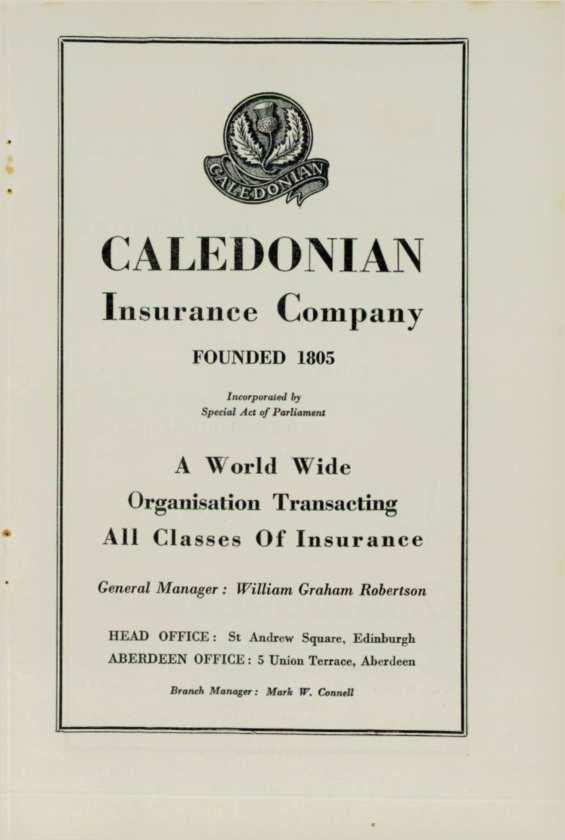 CALEDONIAN
CALEDONIAN
Insurance Company
FOUNDED 1805
Incorporated by
Special Act of Parliament
A World Wide
Organisation Transacting
All Classes Of Insurance
General Manager : William Graham Robertson
HEAD OFFICE : St Andrew Square, Edinburgh
ABERDEEN OFFICE : 5 Union Terrace, Aberdeen
Branch Manager : Mark W. Connell